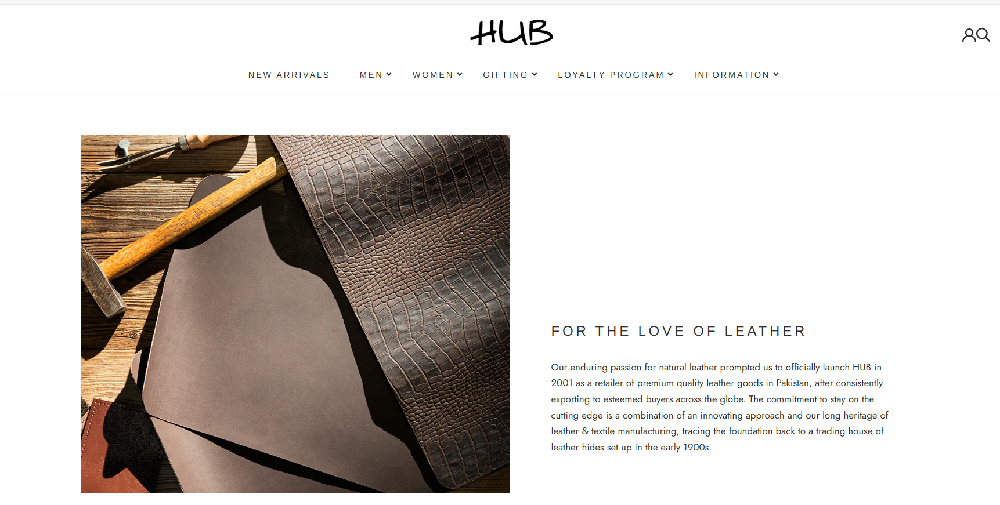 HUB
NEW ARRIVALS MEN WOMEN GIFTING LOYALTY PROGRAM INFORMATION
FOR THE LOVE OF LEATHER
Our enduring passion for natural leather prompted us to officially launch HUB in
2001 as a retailer of premium quality leather goods in Pakistan, after consistently
exporting to esteemed buyers across the globe. The commitment to stay on the
cutting edge is a combination of an innovating approach and our long heritage of
leather & textile manufacturing, tracing the foundation back to a trading house of
leather hides set up in the early 1900s.